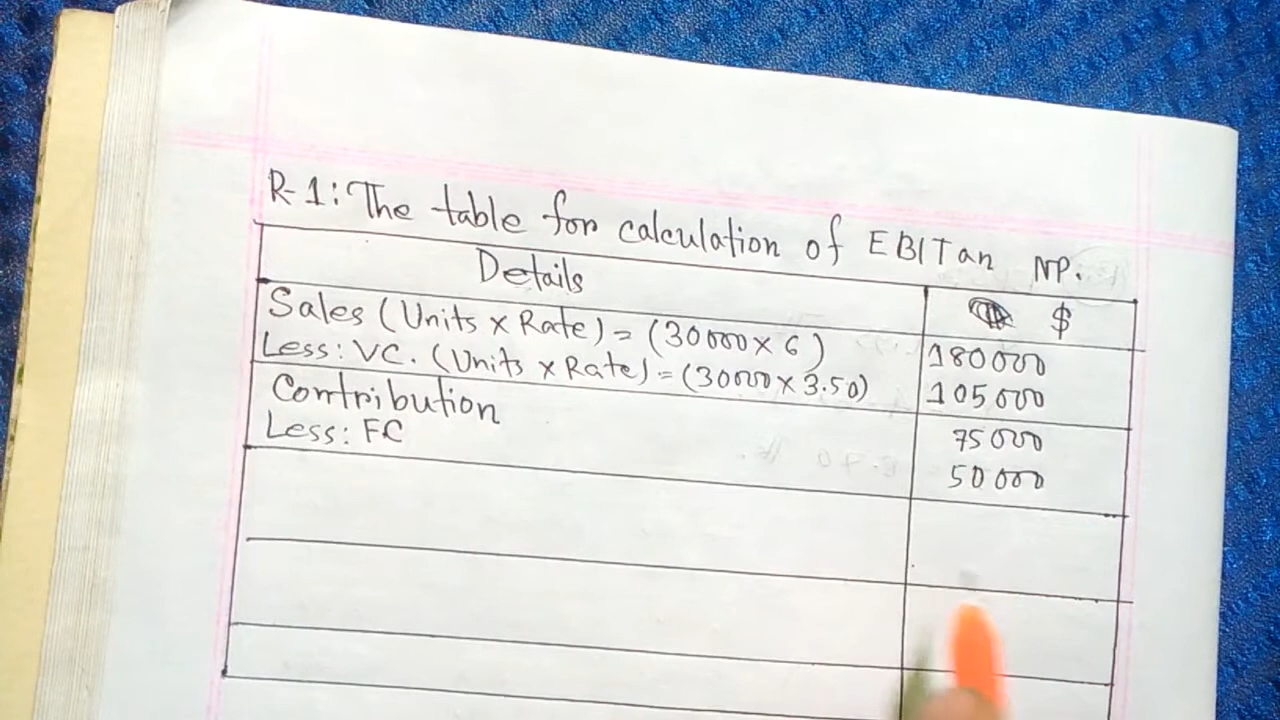 R-1: The table for calculation of EBIT an NP.
Details $
Sales (Units x Rate) = (30000 x 6) 180000
Less: VC. (Units x Rate) = (30000 x 3.50) 105000
Contribution 75000
Less: FC 50000